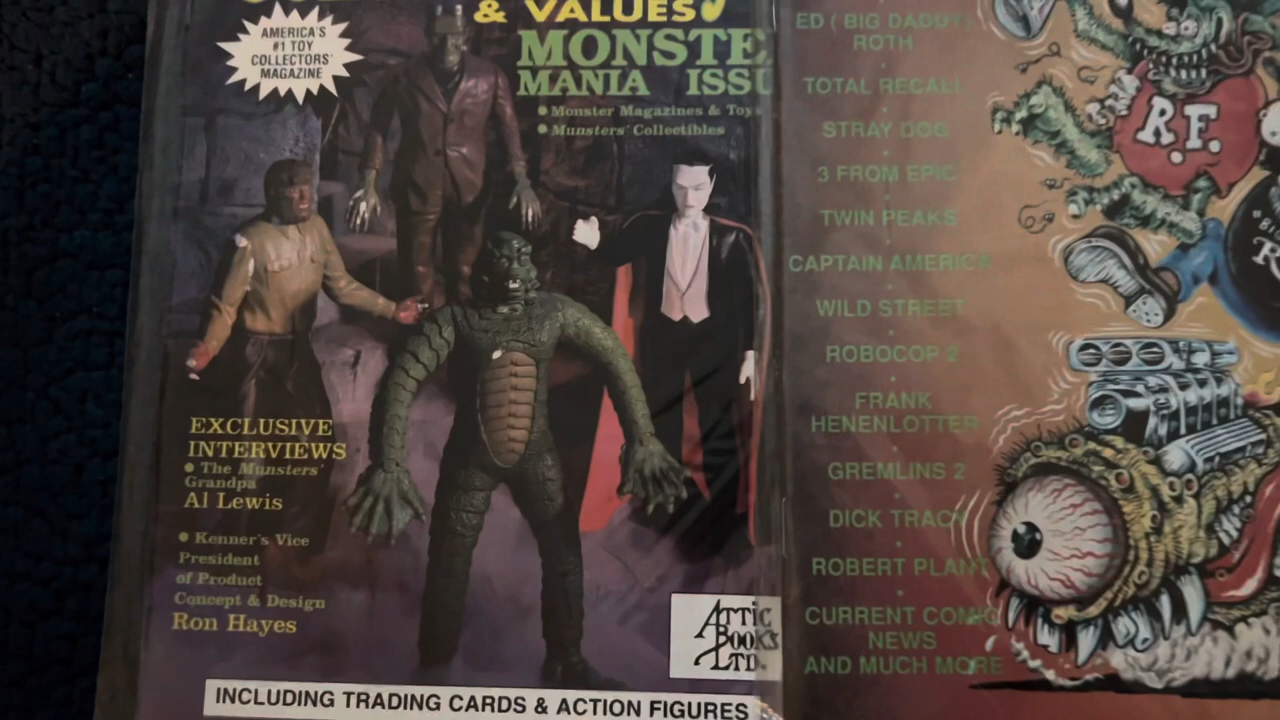 & VALUES
AMERICA'S
#1 TOY
COLLECTORS'
MAGAZINE
MONSTE
MANIA ISSU
● Monster Magazines & Toys
● Munsters' Collectibles
EXCLUSIVE
INTERVIEWS
● The Munsters'
Grandpa
Al Lewis
● Kenner's Vice
President
of Product
Concept & Design
Ron Hayes
ATTIC
BOOKS
LTD.
INCLUDING TRADING CARDS & ACTION FIGURES
ED ( BIG DADDY)
ROTH
TOTAL RECALL
STRAY DOG
3 FROM EPIC
TWIN PEAKS
CAPTAIN AMERICA
WILD STREET
ROBOCOP 2
FRANK
HENENLOTTER
GREMLINS 2
DICK TRACY
ROBERT PLANT
CURRENT COMIC
NEWS
AND MUCH MORE
R.F.